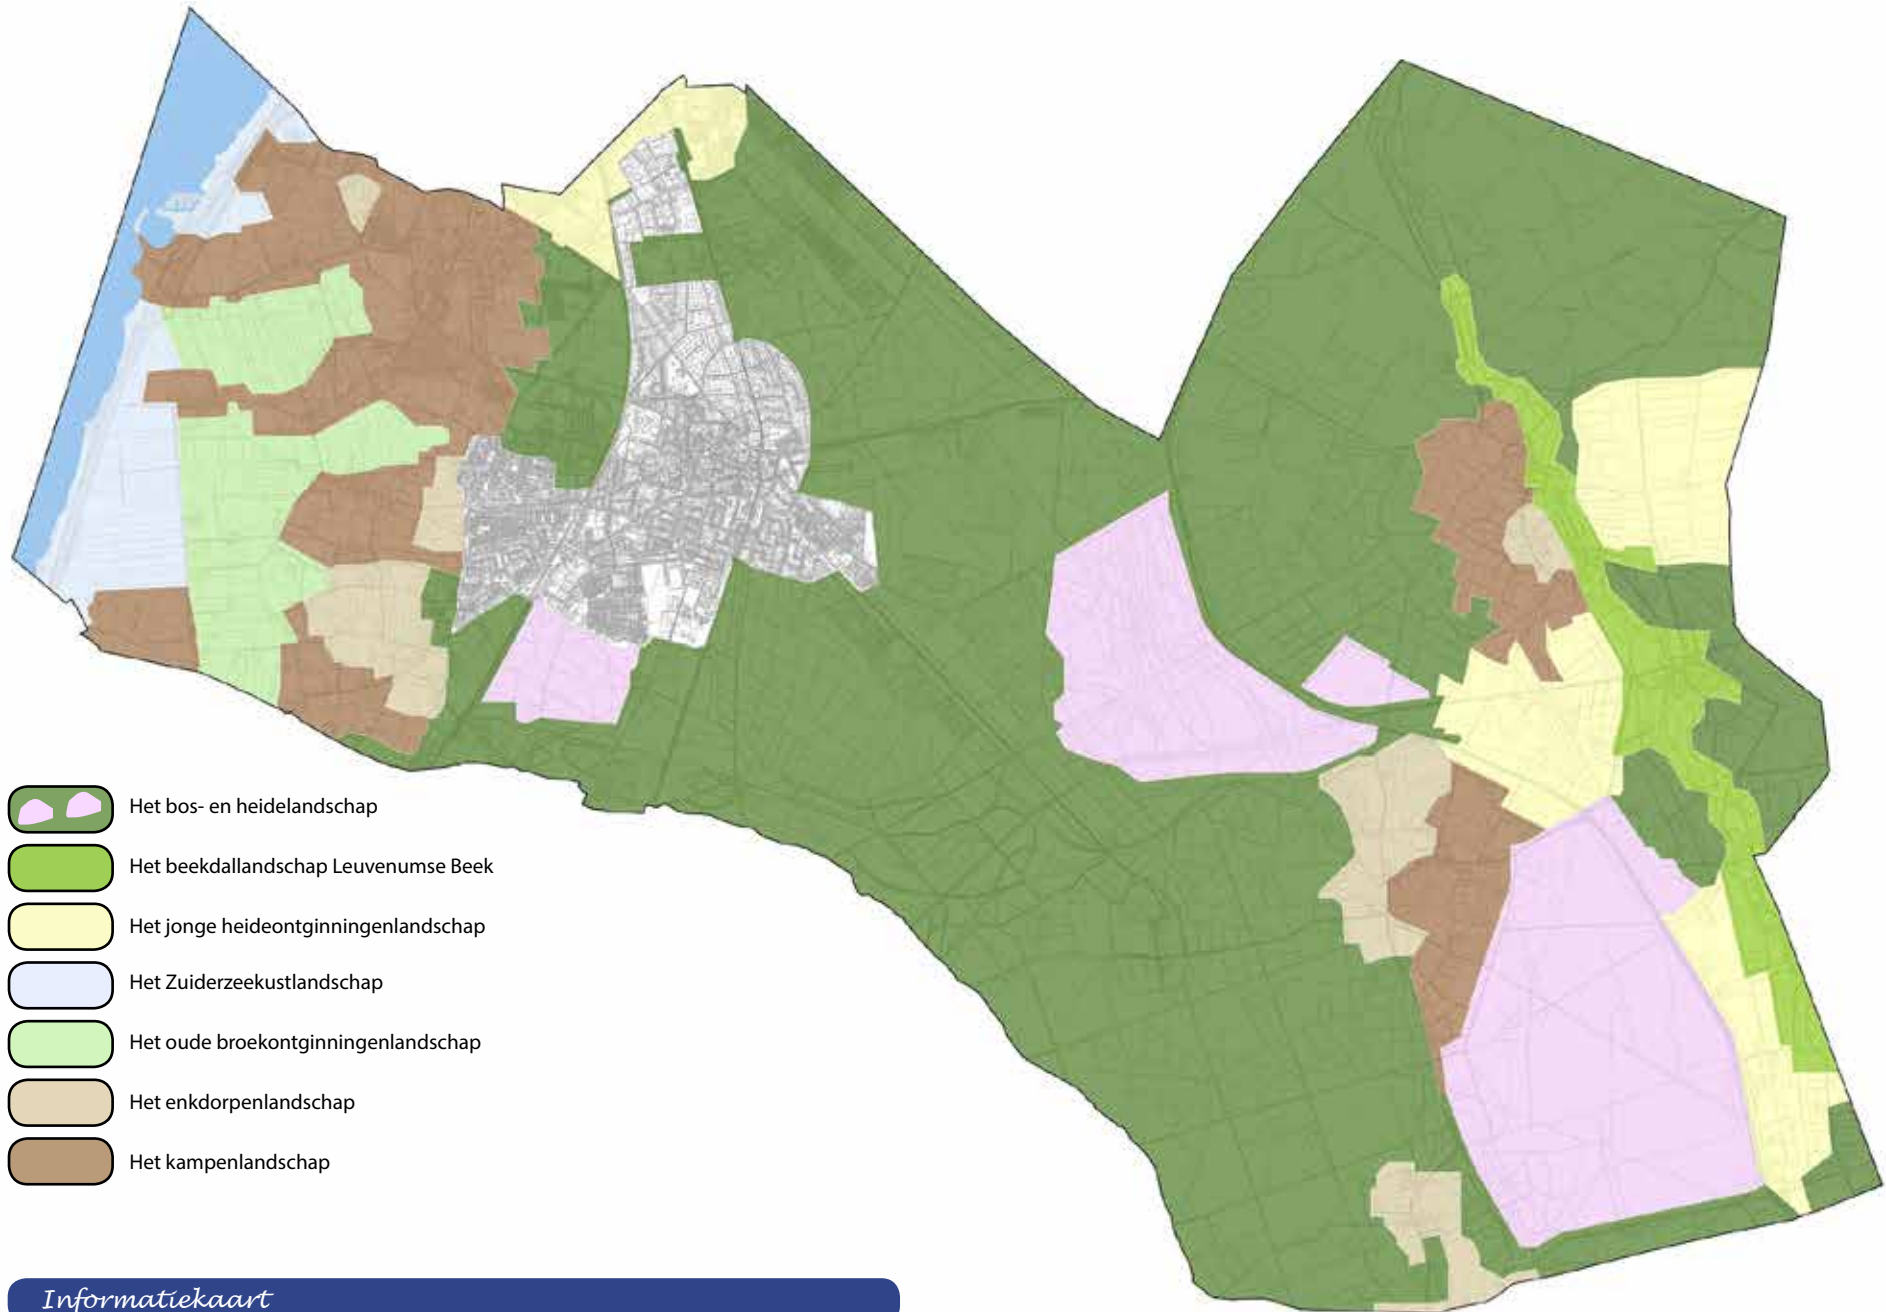 Het bos- en heidelandschap
Het beekdallandschap Leuvenumse Beek
Het jonge heideontginningenlandschap
Het Zuiderzeekustlandschap
Het oude broekontginningenlandschap
Het enkdorpenlandschap
Het kampenlandschap
Informatiekaart